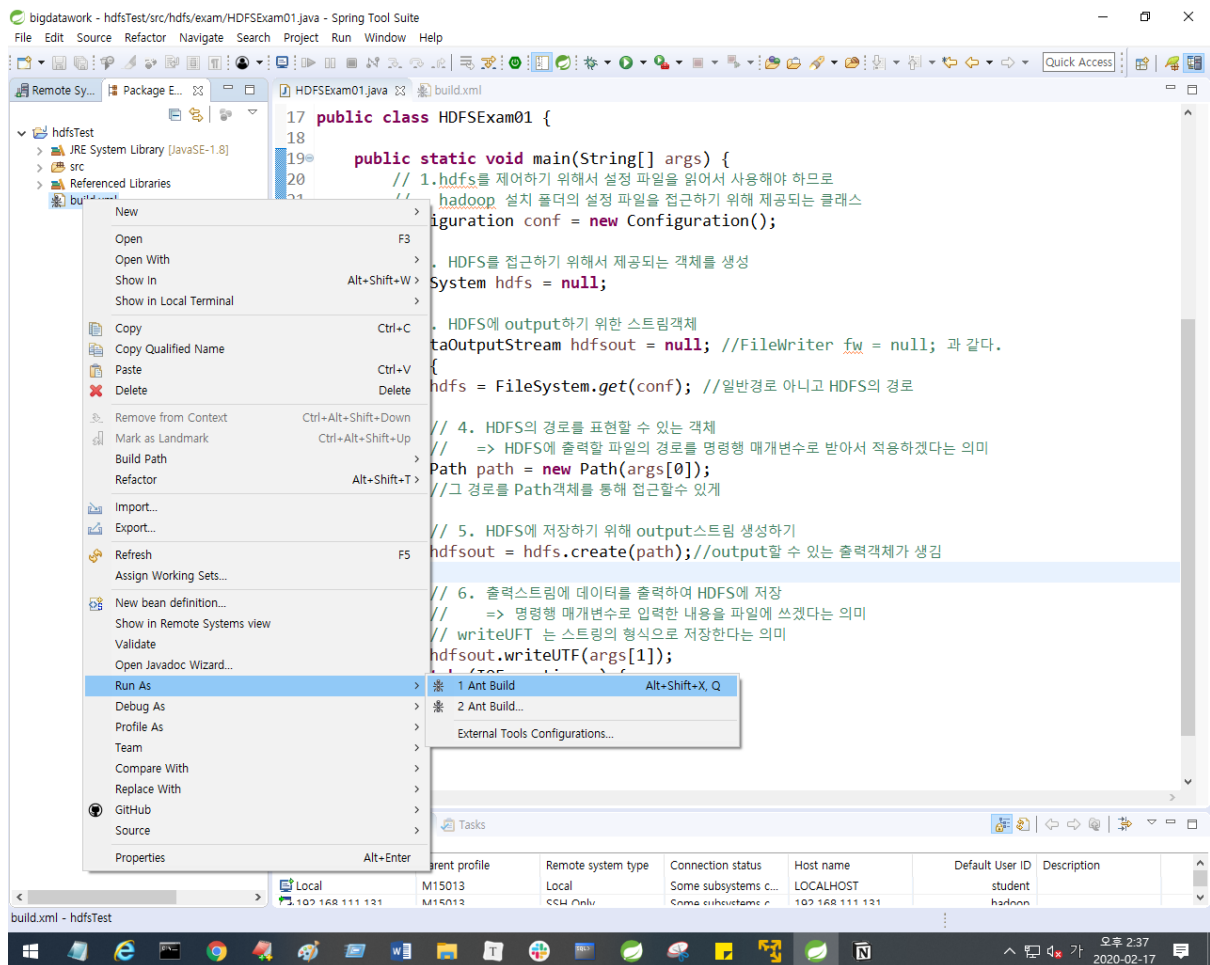 bigdatawork - hdfsTest/src/hdfs/exam/HDFSExam01.java - Spring Tool Suite
File Edit Source Refactor Navigate Search Project Run Window Help
Quick Access
Remote Sy... Package E... HDFSExam01.java build.xml
hdfsTest
JRE System Library [JavaSE-1.8]
src
Referenced Libraries
17 public class HDFSExam01 {
18
19 public static void main(String[] args) {
20 // 1.hdfs를 제어하기 위해서 설정 파일을 읽어서 사용해야 하므로
// hadoop 설치 폴더의 설정 파일을 접근하기 위해 제공되는 클래스
iguration conf = new Configuration();
. HDFS를 접근하기 위해서 제공되는 객체를 생성
System hdfs = null;
. HDFS에 output하기 위한 스트림객체
taOutputStream hdfsout = null; //FileWriter fw = null; 과 같다.
{
hdfs = FileSystem.get(conf); //일반경로 아니고 HDFS의 경로
// 4. HDFS의 경로를 표현할 수 있는 객체
// => HDFS에 출력할 파일의 경로를 명령행 매개변수로 받아서 적용하겠다는 의미
Path path = new Path(args[0]);
//그 경로를 Path객체를 통해 접근할수 있게
// 5. HDFS에 저장하기 위해 output스트림 생성하기
hdfsout = hdfs.create(path);//output할 수 있는 출력객체가 생김
// 6. 출력스트림에 데이터를 출력하여 HDFS에 저장
// => 명령행 매개변수로 입력한 내용을 파일에 쓰겠다는 의미
// writeUFT 는 스트링의 형식으로 저장한다는 의미
hdfsout.writeUTF(args[1]);
New
Open F3
Open With
Show In Alt+Shift+W
Show in Local Terminal
Copy Ctrl+C
Copy Qualified Name
Paste Ctrl+V
Delete Delete
Remove from Context Ctrl+Alt+Shift+Down
Mark as Landmark Ctrl+Alt+Shift+Up
Build Path
Refactor Alt+Shift+T
Import...
Export...
Refresh F5
Assign Working Sets...
New bean definition...
Show in Remote Systems view
Validate
Open Javadoc Wizard...
Run As
Debug As
Profile As
Team
Compare With
Replace With
GitHub
Source
Properties Alt+Enter
1 Ant Build Alt+Shift+X, Q
2 Ant Build...
External Tools Configurations...
Tasks
arent profile Remote system type Connection status Host name Default User ID Description
Local M15013 Local Some subsystems c... LOCALHOST student
192.168.111.131 M15013 SSH Only Some subsystems c... 192.168.111.131 hadoop
build.xml - hdfsTest
가 오후 2:37
2020-02-17